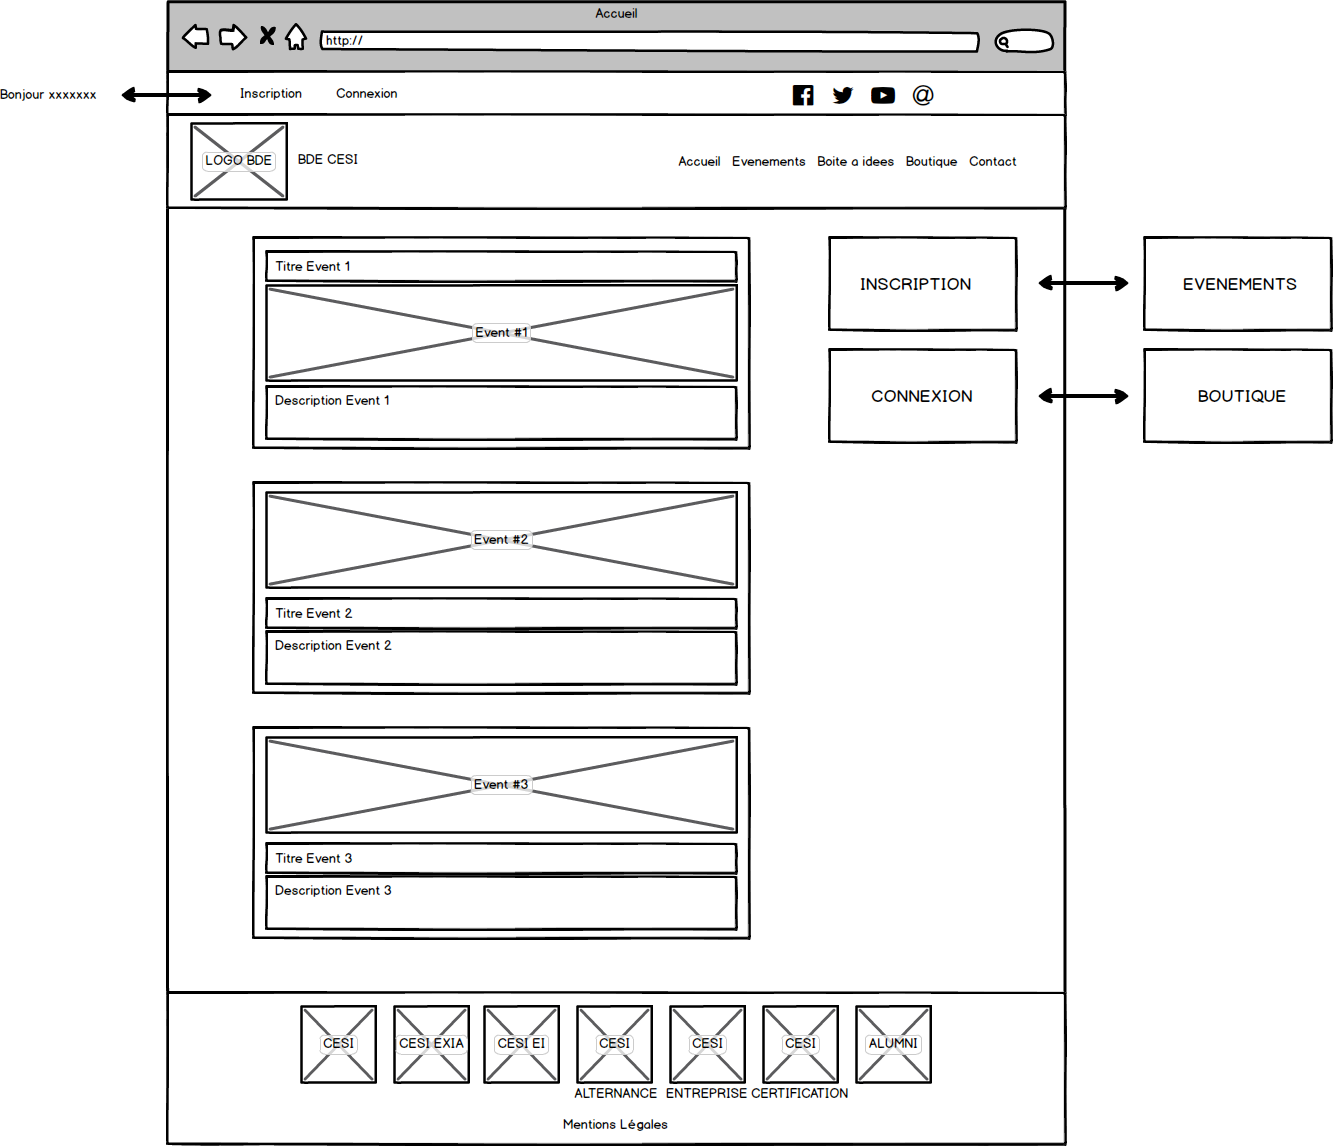 Accueil
http://
Bonjour xxxxxxx
Inscription Connexion
LOGO BDE
BDE CESI
Accueil Evenements Boite a idees Boutique Contact
Titre Event 1
Event #1
Description Event 1
INSCRIPTION
EVENEMENTS
CONNEXION
BOUTIQUE
Event #2
Titre Event 2
Description Event 2
Event #3
Titre Event 3
Description Event 3
CESI
CESI EXIA
CESI EI
CESI
ALTERNANCE
CESI
ENTREPRISE
CESI
CERTIFICATION
ALUMNI
Mentions Légales